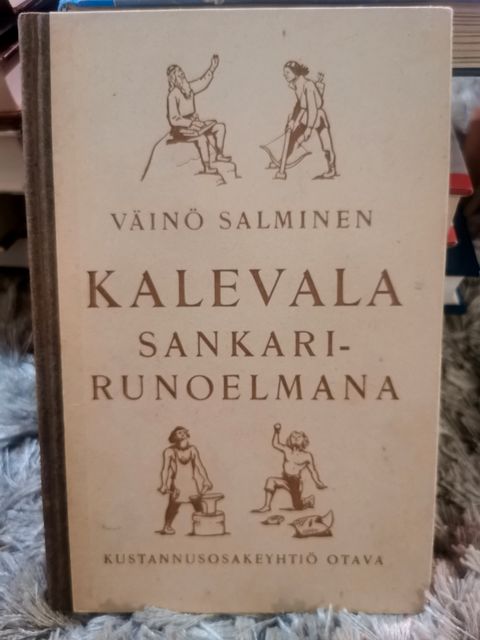 VÄINÖ SALMINEN
KALEVALA
SANKARI-
RUNOELMANA
KUSTANNUSOSAKEYHTIÖ OTAVA